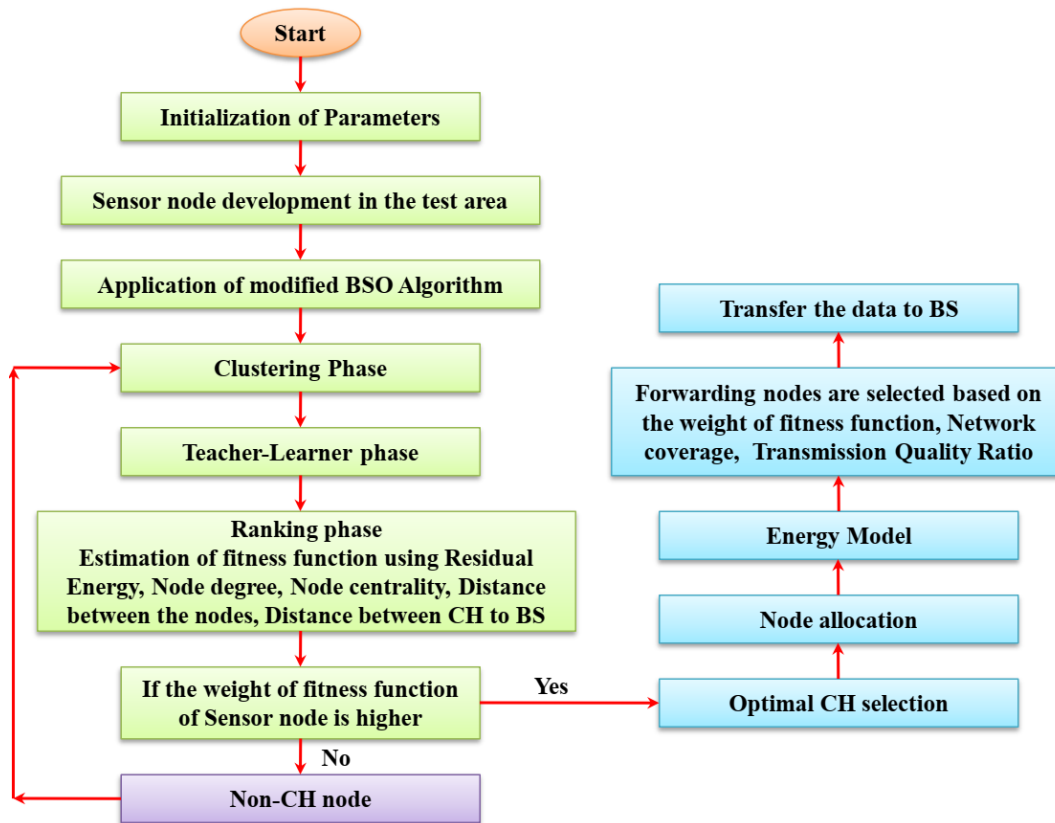 Start
Initialization of Parameters
Sensor node development in the test area
Application of modified BSO Algorithm
Clustering Phase
Teacher-Learner phase
Ranking phase
Estimation of fitness function using Residual
Energy, Node degree, Node centrality, Distance
between the nodes, Distance between CH to BS
If the weight of fitness function
of Sensor node is higher
Yes
No
Non-CH node
Optimal CH selection
Node allocation
Energy Model
Forwarding nodes are selected based on
the weight of fitness function, Network
coverage, Transmission Quality Ratio
Transfer the data to BS